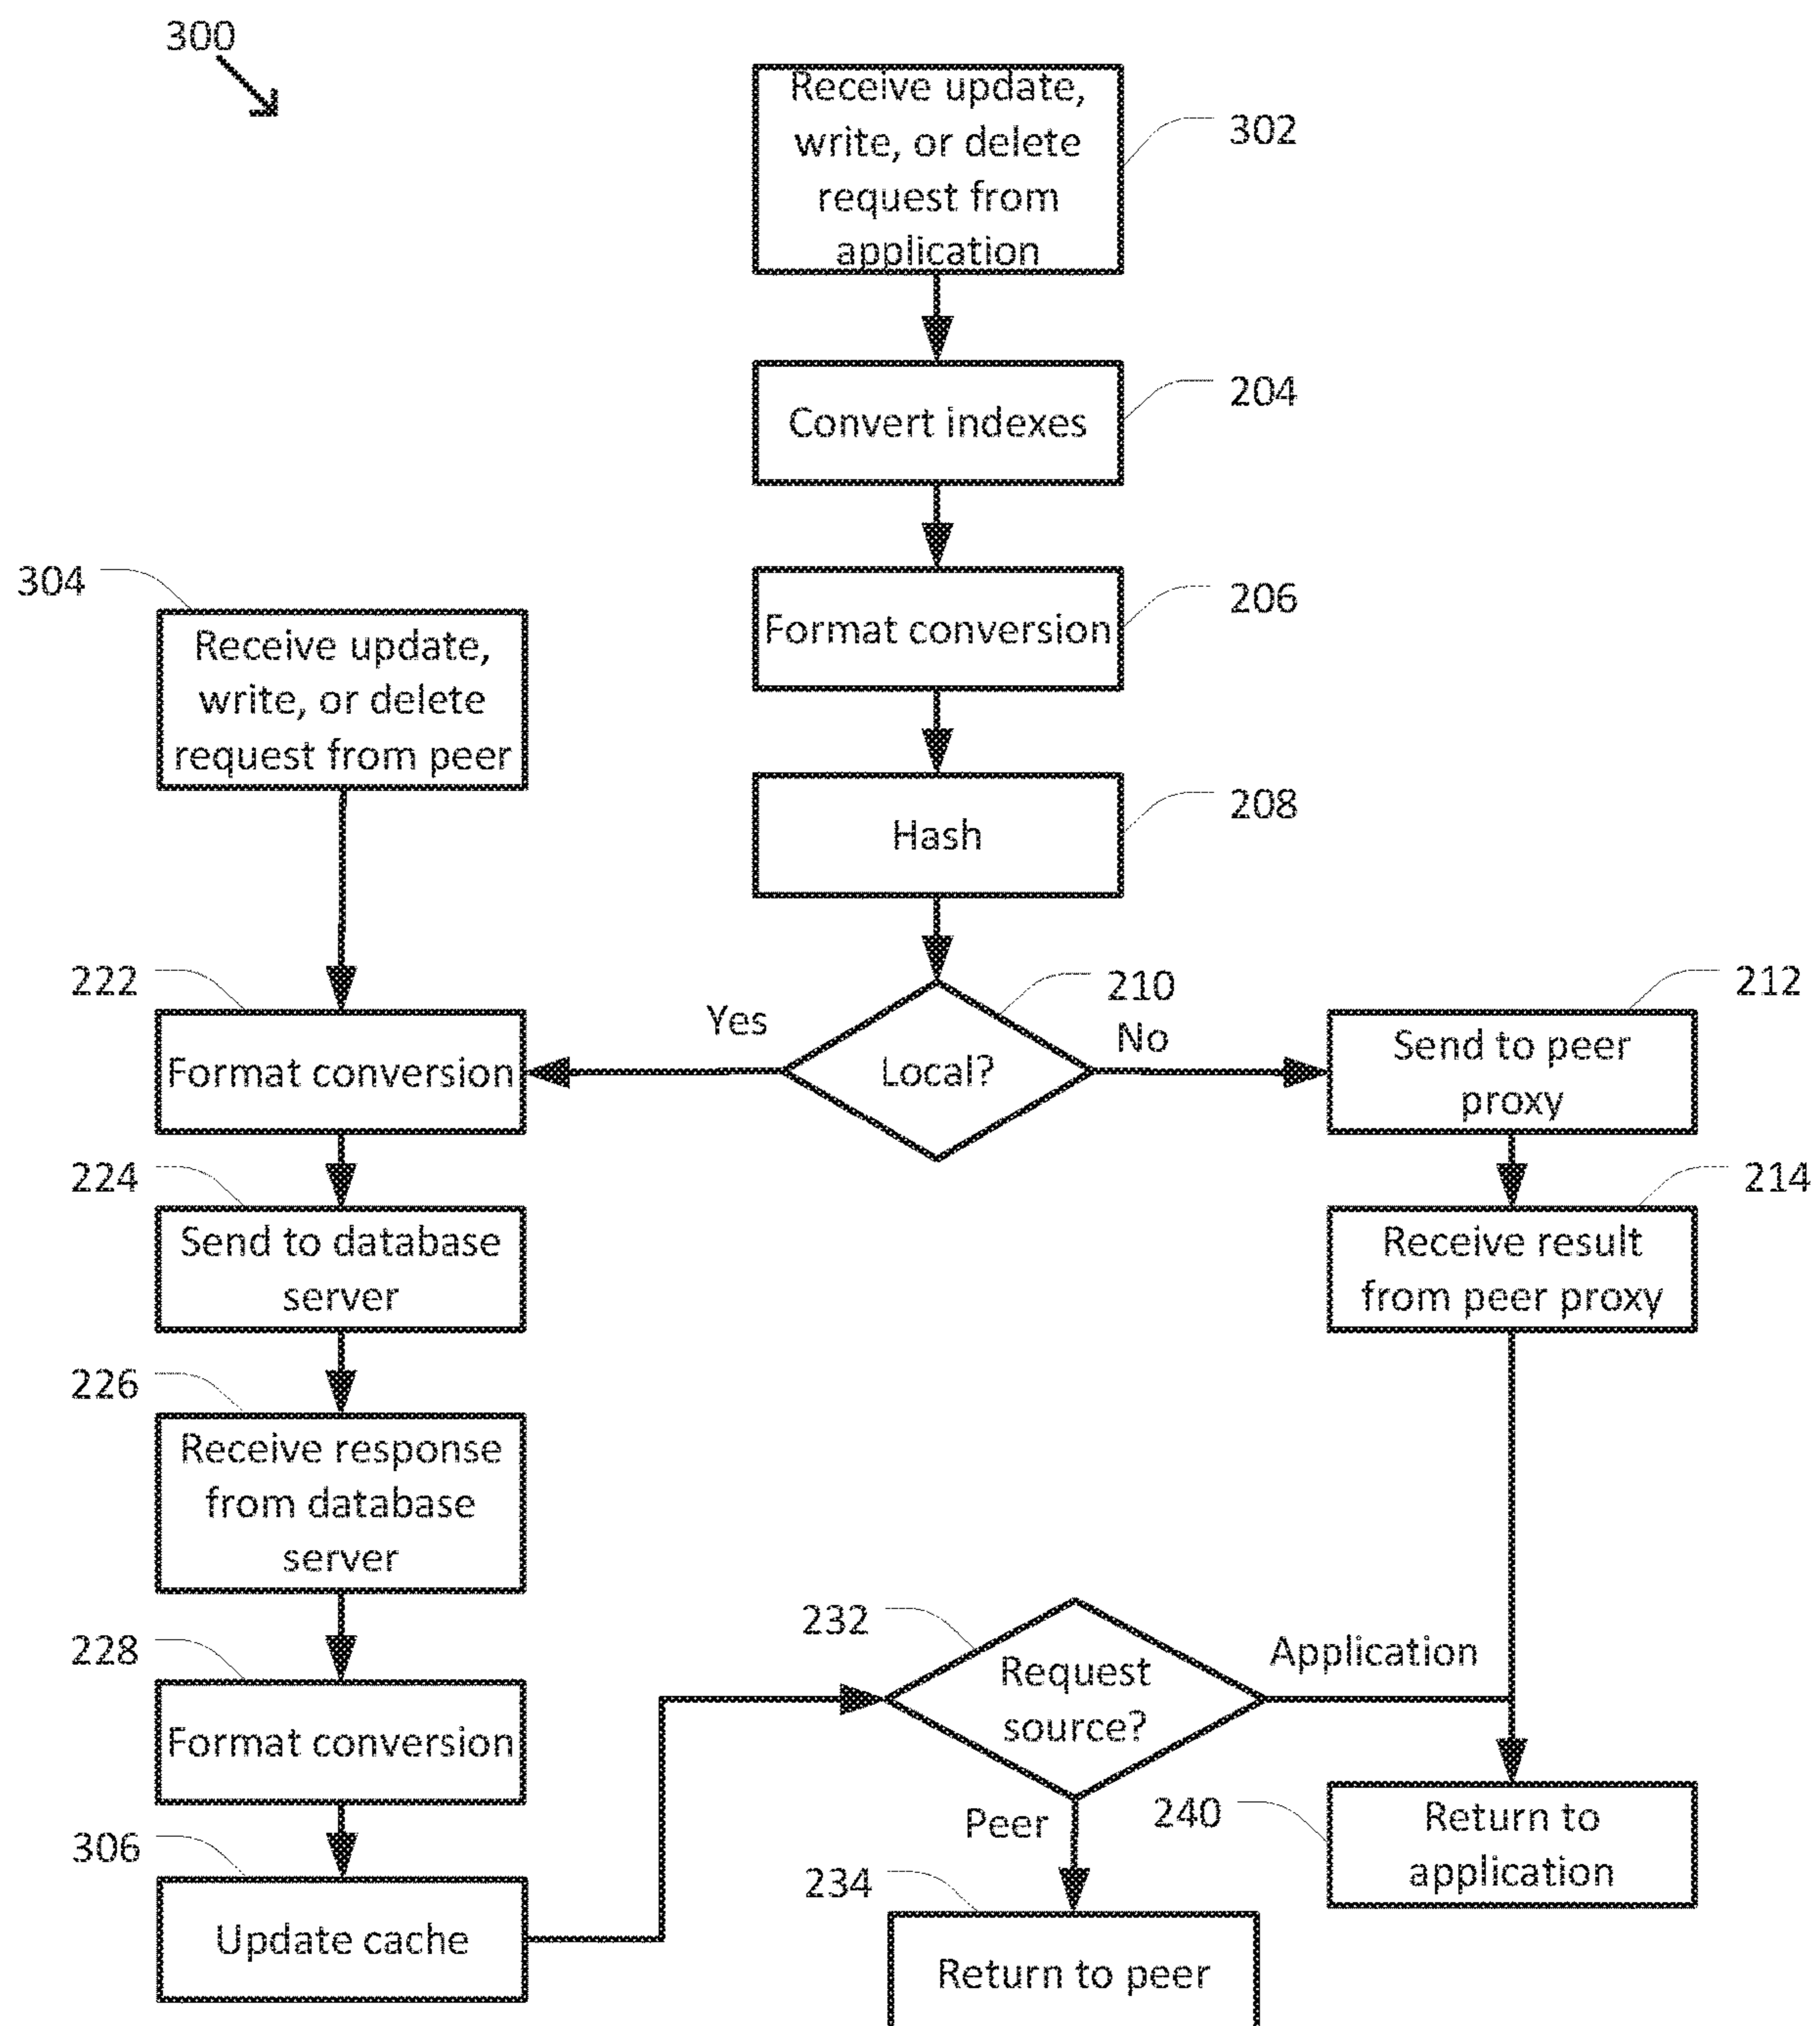 300
Receive update,
write, or delete
request from
application
302
Convert indexes
204
Format conversion
206
304
Receive update,
write, or delete
request from peer
Hash
208
222
Format conversion
Yes
Local?
210
No
212
Send to peer
proxy
224
Send to database
server
214
Receive result
from peer proxy
226
Receive response
from database
server
228
Format conversion
232
Request
source?
Application
Peer
306
Update cache
240
Return to
application
234
Return to peer